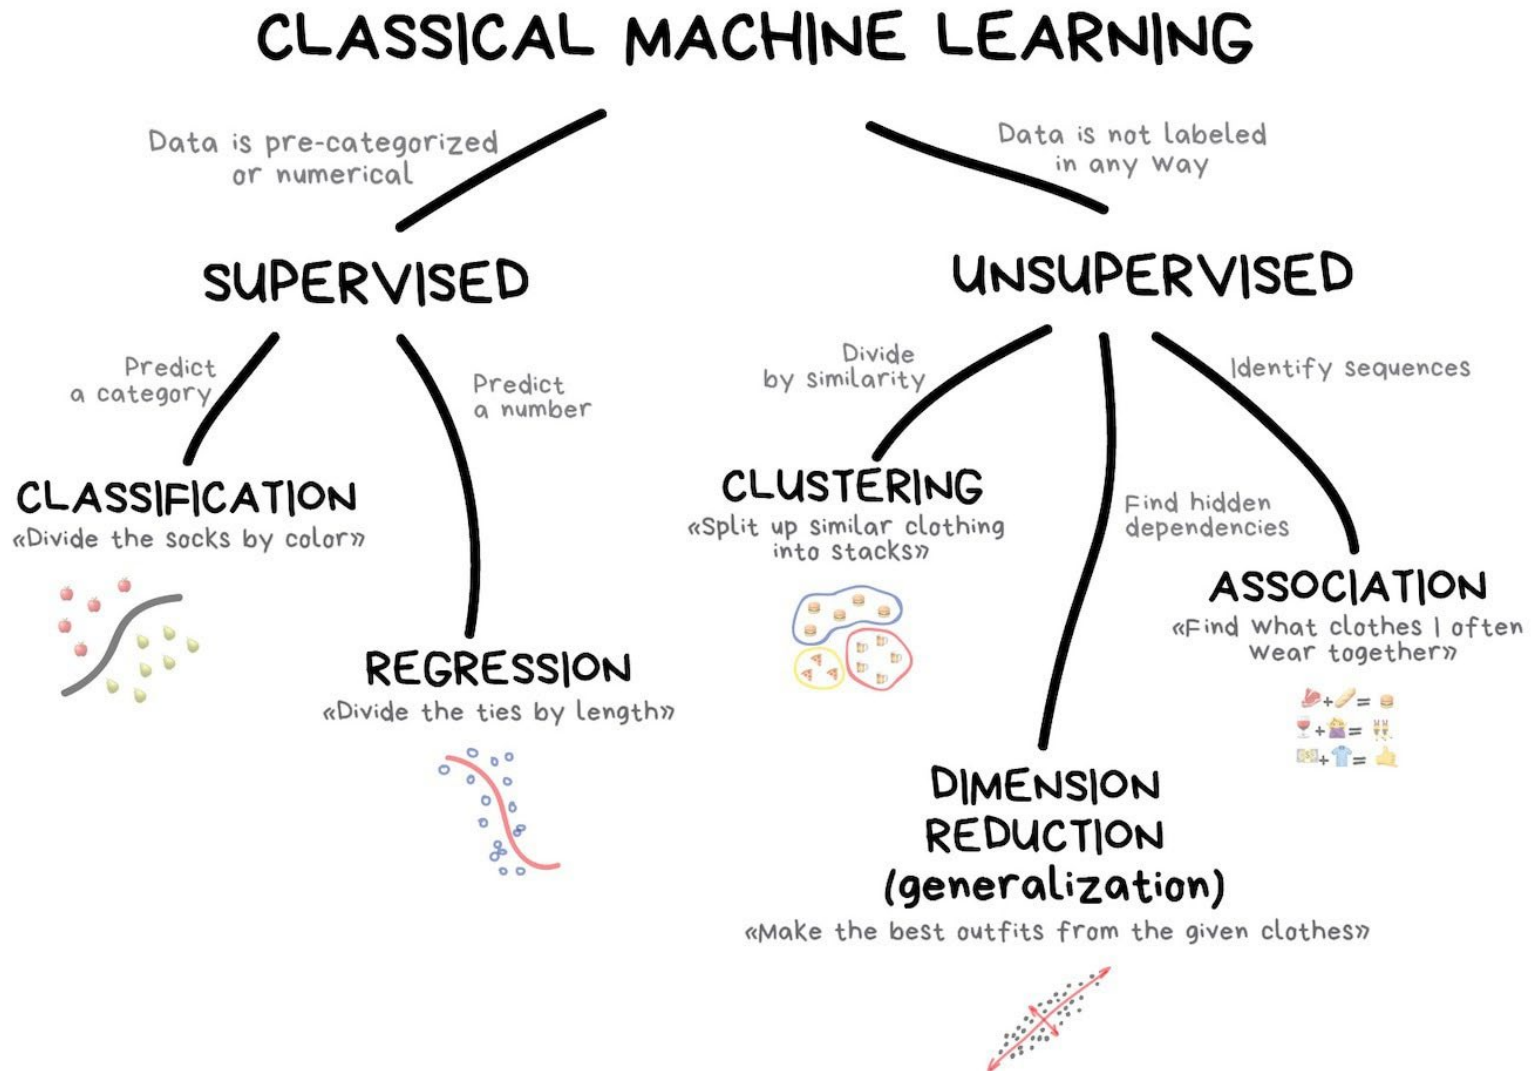 CLASSICAL MACHINE LEARNING
Data is pre-categorized
or numerical
Data is not labeled
in any way
SUPERVISED
UNSUPERVISED
Predict
a category
Predict
a number
Divide
by similarity
Identify sequences
CLASSIFICATION
«Divide the socks by color»
CLUSTERING
«Split up similar clothing
into stacks»
Find hidden
dependencies
ASSOCIATION
«Find what clothes I often
wear together»
REGRESSION
«Divide the ties by length»
+ =
+ =
+ =
DIMENSION
REDUCTION
(generalization)
«Make the best outfits from the given clothes»